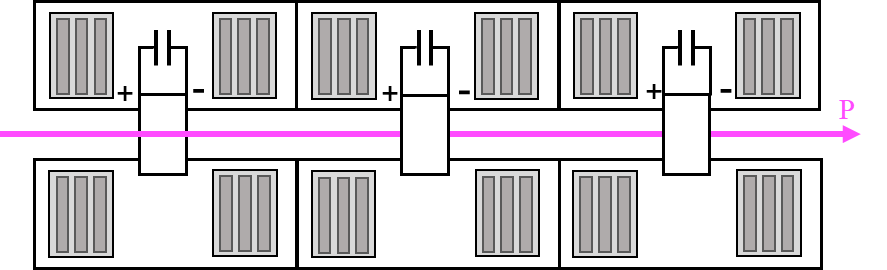 + - + - + -
P